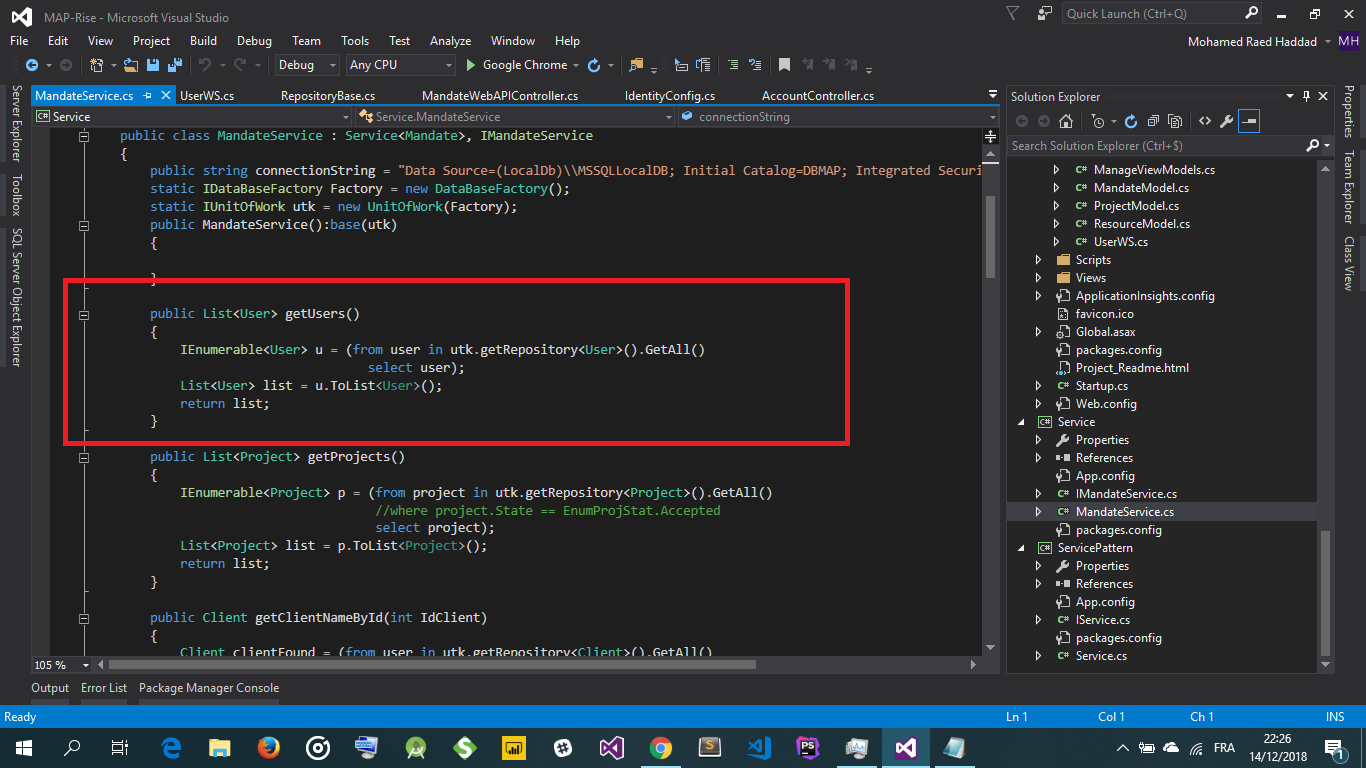 MAP-Rise - Microsoft Visual Studio
Quick Launch (Ctrl+Q)
File Edit View Project Build Debug Team Tools Test Analyze Window Help
Mohamed Raed Haddad MH
Debug Any CPU Google Chrome
MandateService.cs UserWS.cs RepositoryBase.cs MandateWebAPIController.cs IdentityConfig.cs AccountController.cs
C# Service Service.MandateService connectionString
Server Explorer
Toolbox
SQL Server Object Explorer
public class MandateService : Service<Mandate>, IMandateService
{
public string connectionString = "Data Source=(LocalDb)\\MSSQLLocalDB; Initial Catalog=DBMAP; Integrated Securi
static IDataBaseFactory Factory = new DataBaseFactory();
static IUnitOfWork utk = new UnitOfWork(Factory);
public MandateService():base(utk)
{
}
public List<User> getUsers()
{
IEnumerable<User> u = (from user in utk.getRepository<User>().GetAll()
select user);
List<User> list = u.ToList<User>();
return list;
}
public List<Project> getProjects()
{
IEnumerable<Project> p = (from project in utk.getRepository<Project>().GetAll()
//where project.State == EnumProjStat.Accepted
select project);
List<Project> list = p.ToList<Project>();
return list;
}
public Client getClientNameById(int IdClient)
{
Client clientFound = (from user in utk.getRepository<Client>().GetAll()
105 %
Solution Explorer
Search Solution Explorer (Ctrl+$)
C# ManageViewModels.cs
C# MandateModel.cs
C# ProjectModel.cs
C# ResourceModel.cs
C# UserWS.cs
Scripts
Views
ApplicationInsights.config
favicon.ico
Global.asax
packages.config
Project_Readme.html
C# Startup.cs
Web.config
C# Service
Properties
References
App.config
C# IMandateService.cs
C# MandateService.cs
packages.config
C# ServicePattern
Properties
References
App.config
C# IService.cs
packages.config
C# Service.cs
Properties
Team Explorer
Class View
Output Error List Package Manager Console
Ready Ln 1 Col 1 Ch 1 INS
FRA
22:26
14/12/2018
1